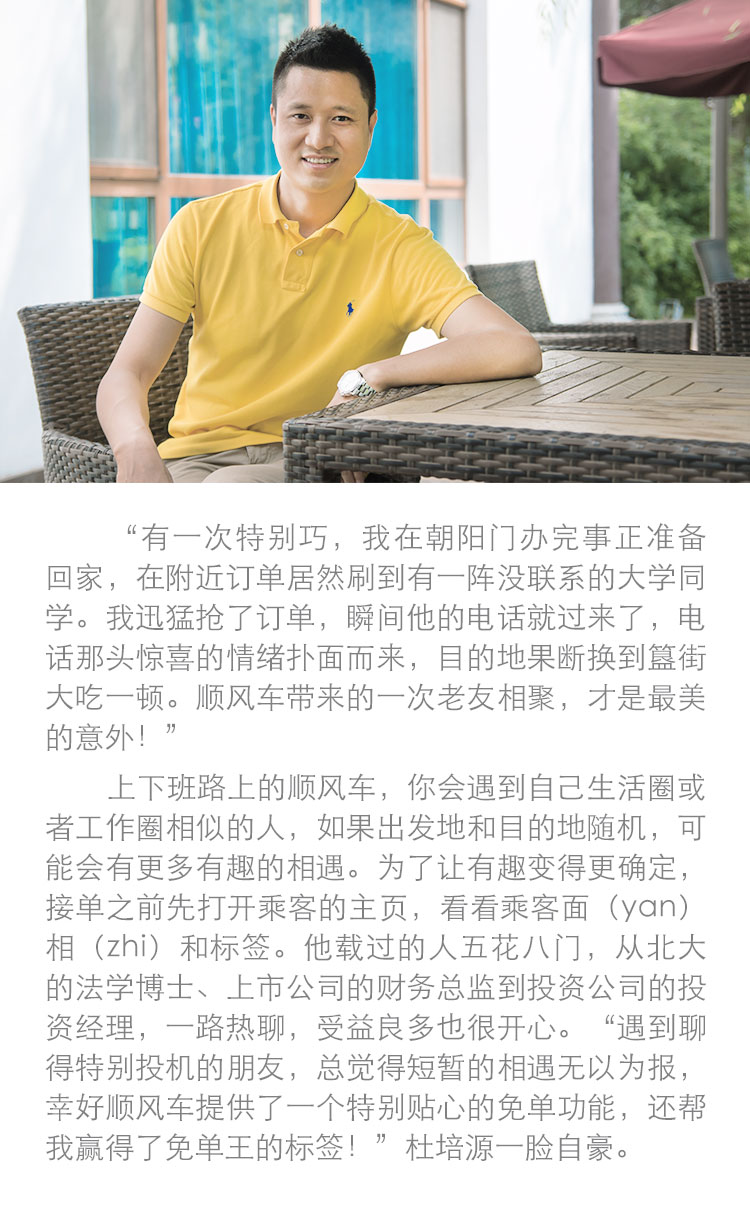 “有一次特别巧，我在朝阳门办完事正准备
回家，在附近订单居然刷到有一阵没联系的大学同
学。我迅猛抢了订单，瞬间他的电话就过来了，电
话那头惊喜的情绪扑面而来，目的地果断换到簋街
大吃一顿。顺风车带来的一次老友相聚，才是最美
的意外！”
上下班路上的顺风车，你会遇到自己生活圈或
者工作圈相似的人，如果出发地和目的地随机，可
能会有更多有趣的相遇。为了让有趣变得更确定，
接单之前先打开乘客的主页，看看乘客面（yan）
相（zhi）和标签。他载过的人五花八门，从北大
的法学博士、上市公司的财务总监到投资公司的投
资经理，一路热聊，受益良多也很开心。“遇到聊
得特别投机的朋友，总觉得短暂的相遇无以为报，
幸好顺风车提供了一个特别贴心的免单功能，还帮
我赢得了免单王的标签！”杜培源一脸自豪。